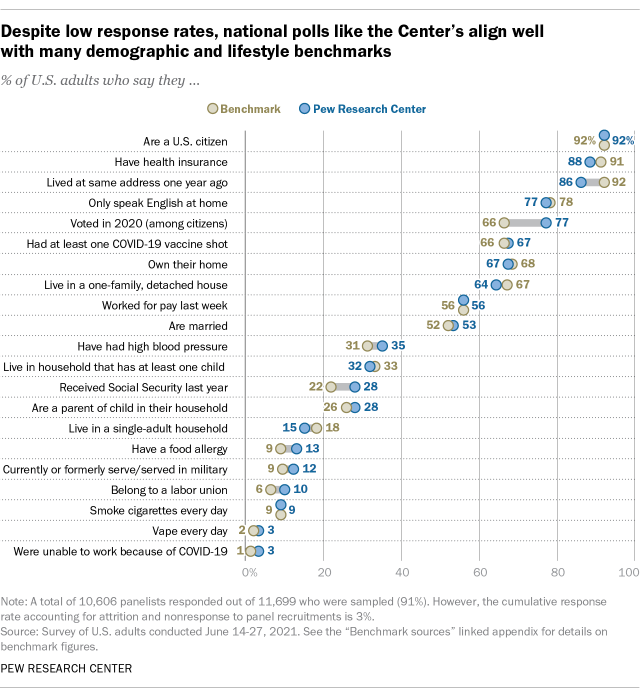 Despite low response rates, national polls like the Center’s align well
with many demographic and lifestyle benchmarks
% of U.S. adults who say they ...
Benchmark Pew Research Center
Are a U.S. citizen 92% 92%
Have health insurance 88 91
Lived at same address one year ago 86 92
Only speak English at home 77 78
Voted in 2020 (among citizens) 66 77
Had at least one COVID-19 vaccine shot 66 67
Own their home 67 68
Live in a one-family, detached house 64 67
Worked for pay last week 56 56
Are married 52 53
Have had high blood pressure 31 35
Live in household that has at least one child 32 33
Received Social Security last year 22 28
Are a parent of child in their household 26 28
Live in a single-adult household 15 18
Have a food allergy 9 13
Currently or formerly serve/served in military 9 12
Belong to a labor union 6 10
Smoke cigarettes every day 9 9
Vape every day 2 3
Were unable to work because of COVID-19 1 3
0% 20 40 60 80 100
Note: A total of 10,606 panelists responded out of 11,699 who were sampled (91%). However, the cumulative response
rate accounting for attrition and nonresponse to panel recruitments is 3%.
Source: Survey of U.S. adults conducted June 14-27, 2021. See the “Benchmark sources” linked appendix for details on
benchmark figures.
PEW RESEARCH CENTER